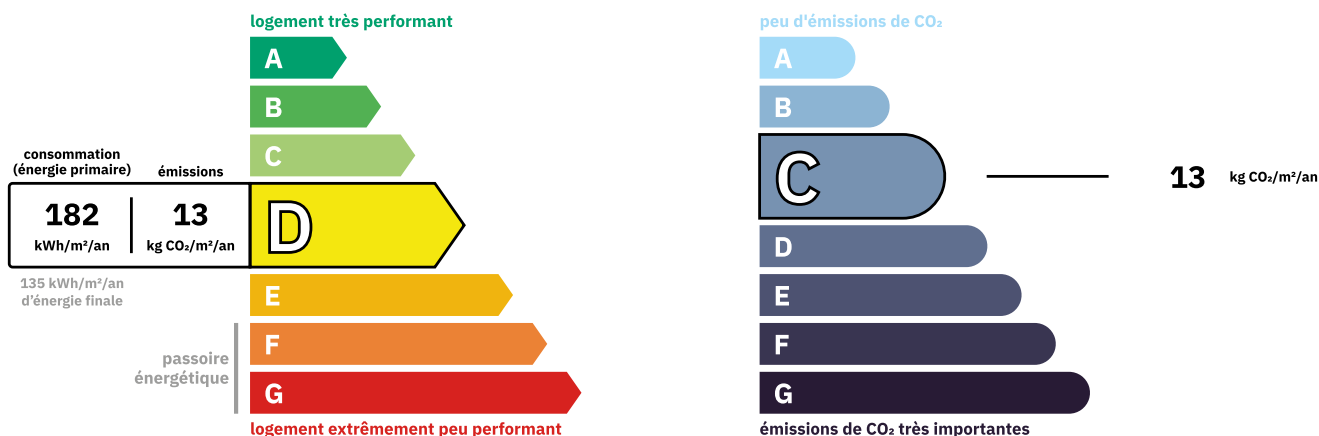 logement très performant
A
B
C
consommation
(énergie primaire)
émissions
182
kWh/m²/an
13
kg CO₂/m²/an
D
135 kWh/m²/an
d'énergie finale
E
passoire
énergétique
F
G
logement extrêmement peu performant
peu d'émissions de CO₂
A
B
C
13 kg CO₂/m²/an
D
E
F
G
émissions de CO₂ très importantes